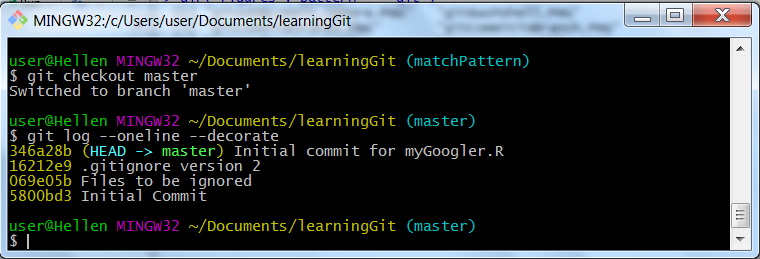 MINGW32:/c/Users/user/Documents/learningGit
user@Hellen MINGW32 ~/Documents/learningGit (matchPattern)
$ git checkout master
Switched to branch 'master'
user@Hellen MINGW32 ~/Documents/learningGit (master)
$ git log --oneline --decorate
346a28b (HEAD -> master) Initial commit for myGoogler.R
16212e9 .gitignore version 2
069e05b Files to be ignored
5800bd3 Initial Commit
user@Hellen MINGW32 ~/Documents/learningGit (master)
$